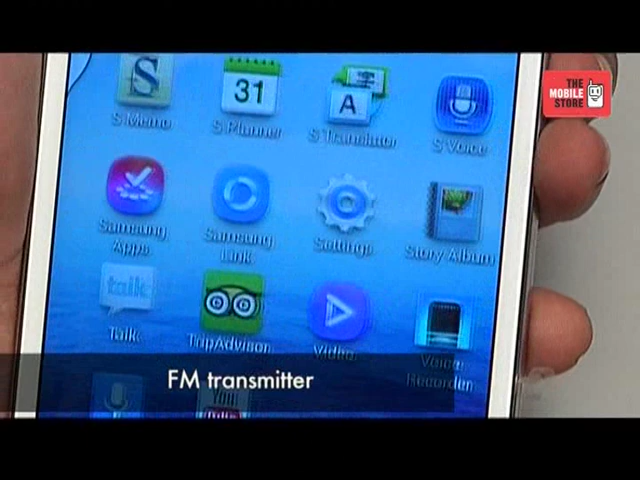 THE
MOBILE
STORE
S
31
A
S Memo
S Planner
S Translator
S Voice
Samsung
Apps
Samsung
Link
Settings
Story Album
talk
Talk
TripAdvisor
Video
Voice
Recorder
FM transmitter
You